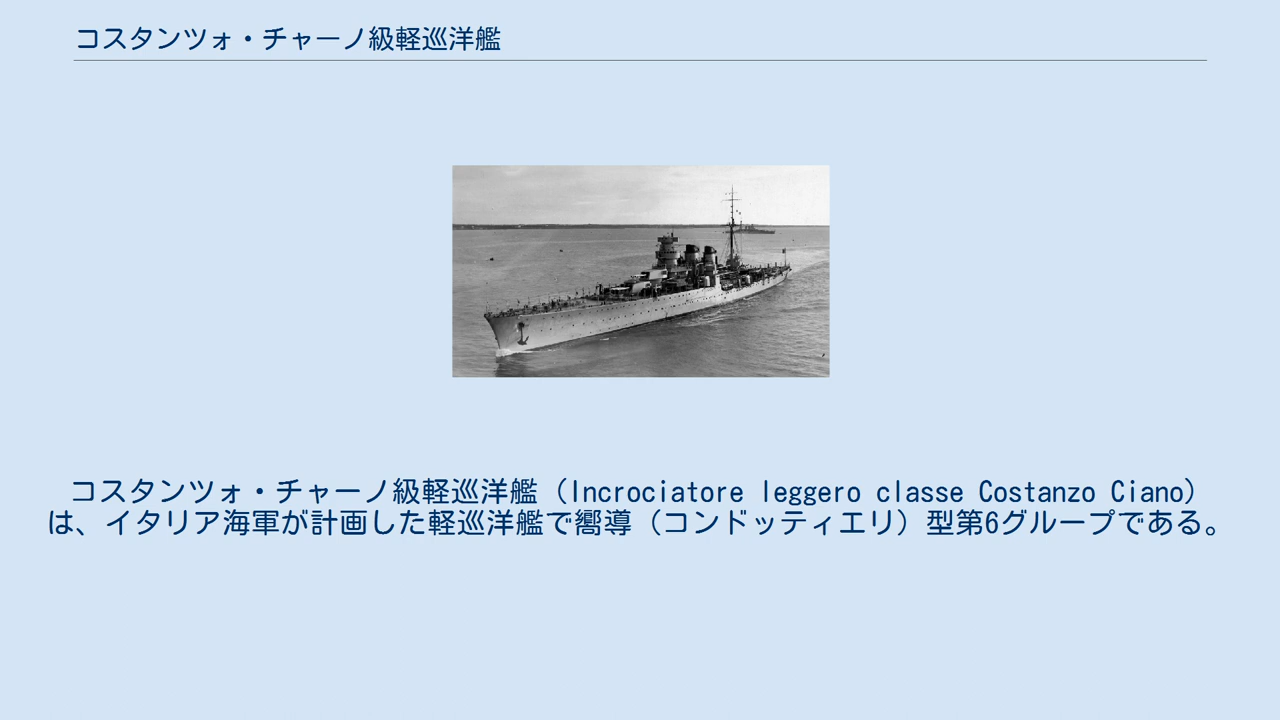 コスタンツォ・チャーノ級軽巡洋艦
コスタンツォ・チャーノ級軽巡洋艦（Incrociatore leggero classe Costanzo Ciano）
は、イタリア海軍が計画した軽巡洋艦で嚮導（コンドッティエリ）型第6グループである。